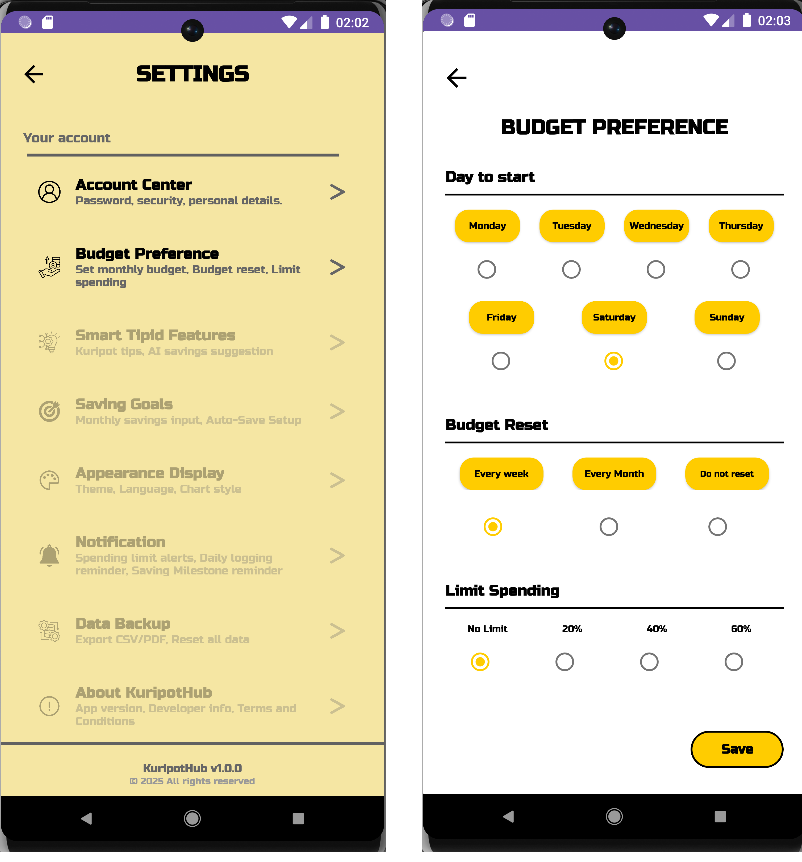 02:02
SETTINGS
Your account
Account Center
Password, security, personal details.
Budget Preference
Set monthly budget, Budget reset, Limit
spending
Smart Tipid Features
Kuripot tips, AI savings suggestion
Saving Goals
Monthly savings input, Auto-Save Setup
Appearance Display
Theme, Language, Chart style
Notification
Spending limit alerts, Daily logging
reminder, Saving Milestone reminder
Data Backup
Export CSV/PDF, Reset all data
About KuripotHub
App version, Developer info, Terms and
Conditions
KuripotHub v1.0.0
© 2025 All rights reserved
02:03
BUDGET PREFERENCE
Day to start
Monday Tuesday Wednesday Thursday
Friday Saturday Sunday
Budget Reset
Every week Every Month Do not reset
Limit Spending
No Limit 20% 40% 60%
Save